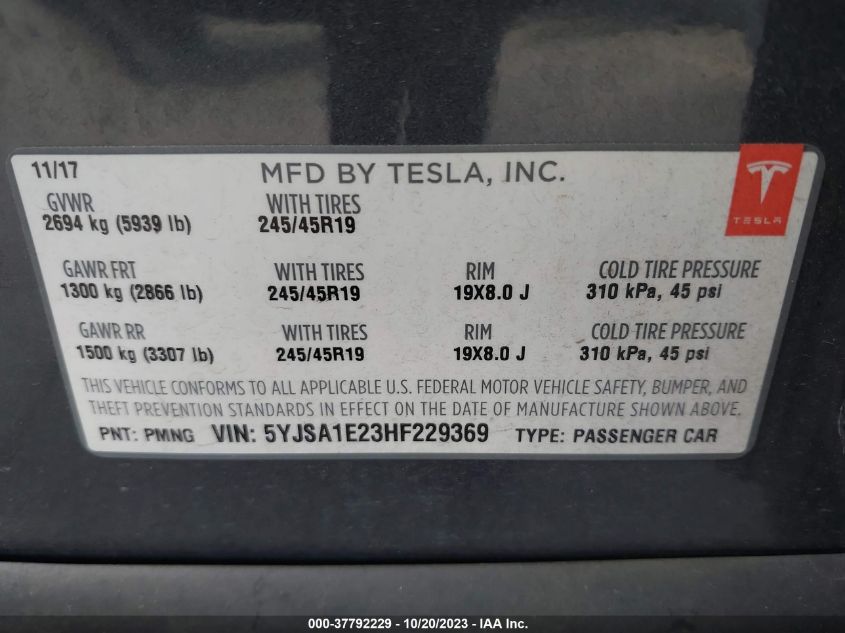 11/17 MFD BY TESLA, INC.
TESLA
GVWR WITH TIRES
2694 kg (5939 lb) 245/45R19
GAWR FRT WITH TIRES RIM COLD TIRE PRESSURE
1300 kg (2866 lb) 245/45R19 19X8.0 J 310 kPa, 45 psi
GAWR RR WITH TIRES RIM COLD TIRE PRESSURE
1500 kg (3307 lb) 245/45R19 19X8.0 J 310 kPa, 45 psi
THIS VEHICLE CONFORMS TO ALL APPLICABLE U.S. FEDERAL MOTOR VEHICLE SAFETY, BUMPER, AND
THEFT PREVENTION STANDARDS IN EFFECT ON THE DATE OF MANUFACTURE SHOWN ABOVE.
PNT: PMNG VIN: 5YJSA1E23HF229369 TYPE: PASSENGER CAR
000-37792229 - 10/20/2023 - IAA Inc.